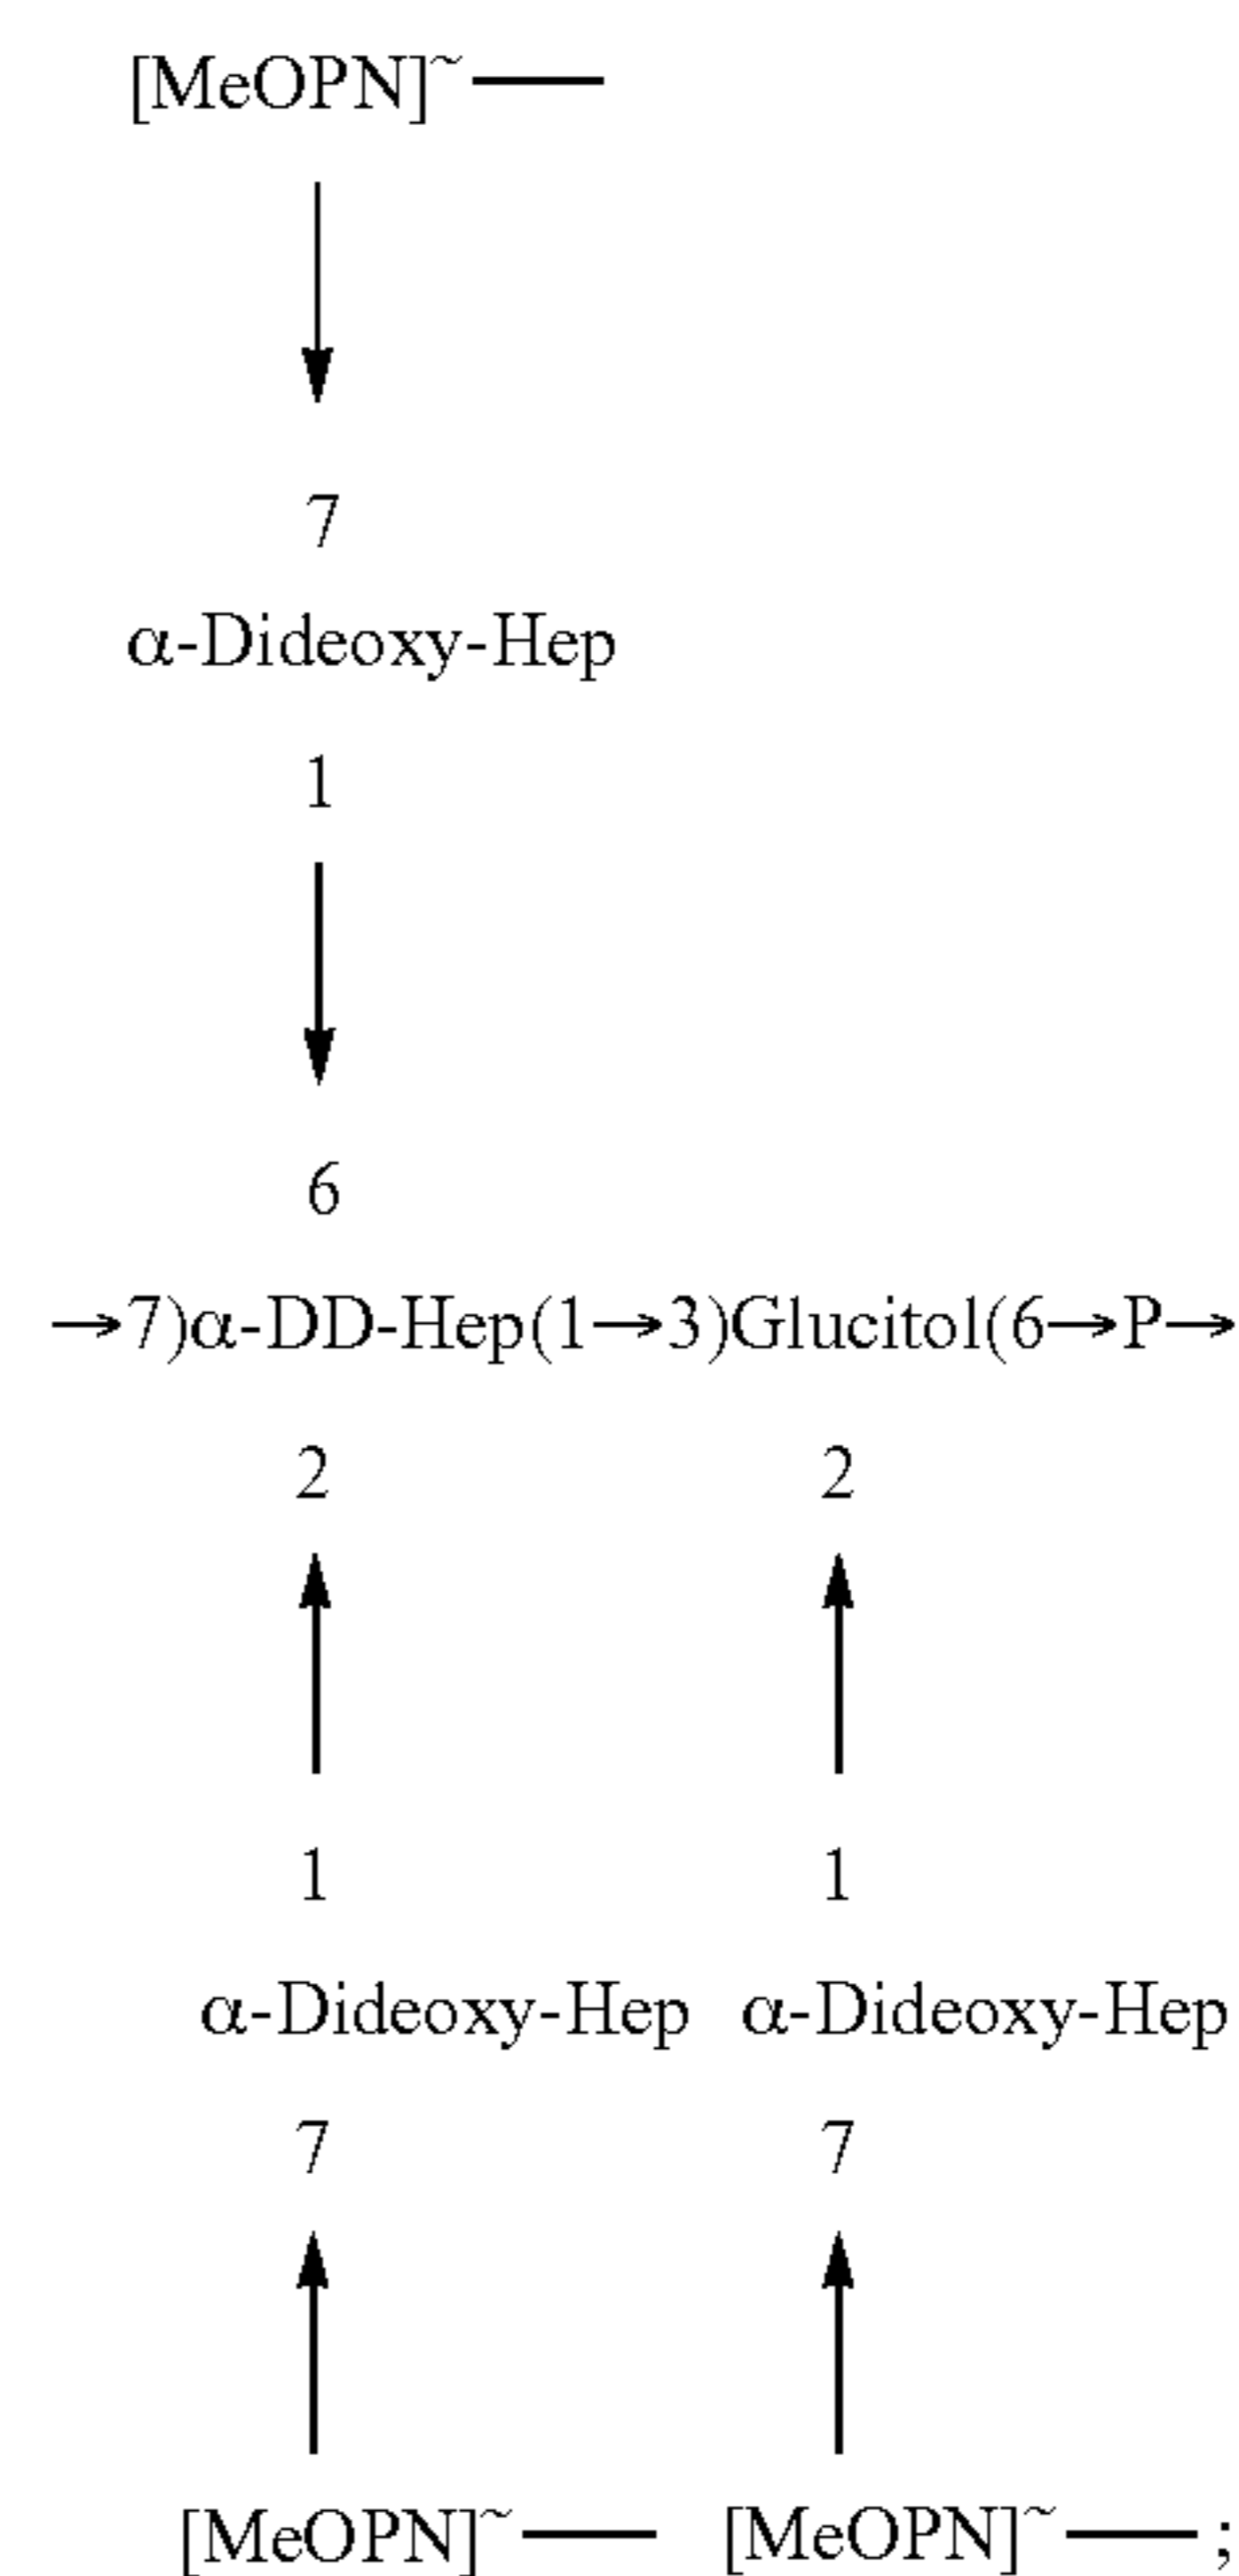 [MeOPN]~—
7
α-Dideoxy-Hep
1
6
→7)α-DD-Hep(1→3)Glucitol(6→P→
2 2
1 1
α-Dideoxy-Hep α-Dideoxy-Hep
7 7
[MeOPN]~— [MeOPN]~—;